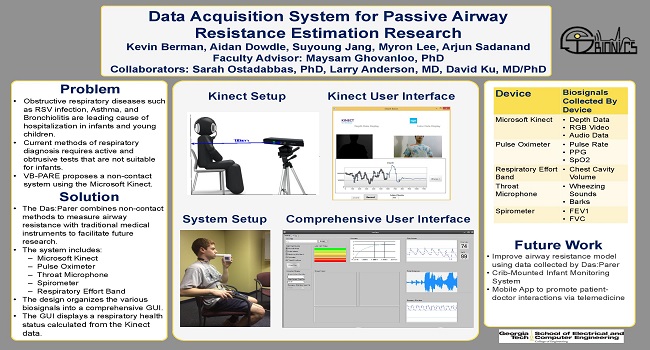 Data Acquisition System for Passive Airway
Resistance Estimation Research
Kevin Berman, Aidan Dowdle, Suyoung Jang, Myron Lee, Arjun Sadanand
Faculty Advisor: Maysam Ghovanloo, PhD
Collaborators: Sarah Ostadabbas, PhD, Larry Anderson, MD, David Ku, MD/PhD
BIONICS
Problem
• Obstructive respiratory diseases such
as RSV infection, Asthma, and
Bronchiolitis are leading cause of
hospitalization in infants and young
children.
• Current methods of respiratory
diagnosis requires active and
obtrusive tests that are not suitable
for infants.
• VB-PARE proposes a non-contact
system using the Microsoft Kinect.
Solution
• The Das:Parer combines non-contact
methods to measure airway
resistance with traditional medical
instruments to facilitate future
research.
• The system includes:
– Microsoft Kinect
– Pulse Oximeter
– Throat Microphone
– Spirometer
– Respiratory Effort Band
• The design organizes the various
biosignals into a comprehensive GUI.
• The GUI displays a respiratory health
status calculated from the Kinect
data.
Kinect Setup
Kinect User Interface
KINECT
System Setup
Comprehensive User Interface
74
99
Device
Biosignals
Collected By
Device
Microsoft Kinect
• Depth Data
• RGB Video
• Audio Data
Pulse Oximeter
• Pulse Rate
• PPG
• SpO2
Respiratory Effort
Band
• Chest Cavity
Volume
Throat
Microphone
• Wheezing
Sounds
• Barks
Spirometer
• FEV1
• FVC
Future Work
• Improve airway resistance model
using data collected by Das:Parer
• Crib-Mounted Infant Monitoring
System
• Mobile App to promote patient-
doctor interactions via telemedicine
Georgia
Tech
School of Electrical and
Computer Engineering